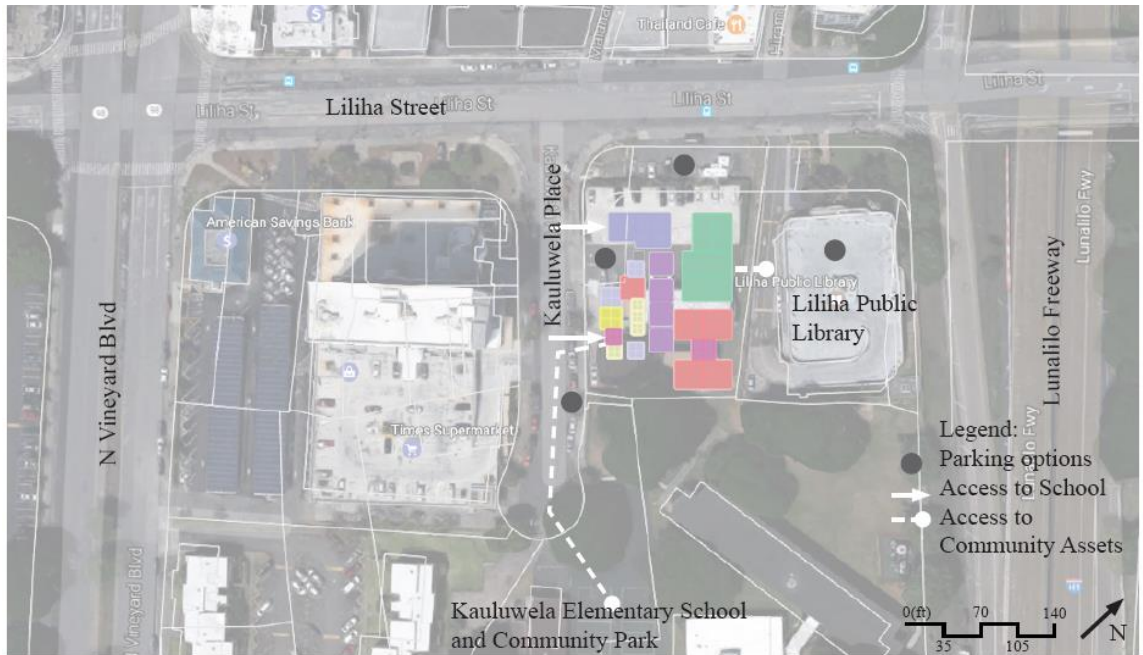 Thailand Cafe
Liliha St
Liliha Street
Liliha St
Liliha St
Liliha St
American Savings Bank
Kauluwela Place
Liliha Public Library
Liliha Public
Library
N Vineyard Blvd
Lunalilo Fwy
Lunalilo Freeway
Times Supermarket
Lunalilo Fwy
Legend:
Parking options
Access to School
Access to
Community Assets
Vineyard Blvd
Kauluwela Elementary School
and Community Park
0(ft) 70 140
35 105
N